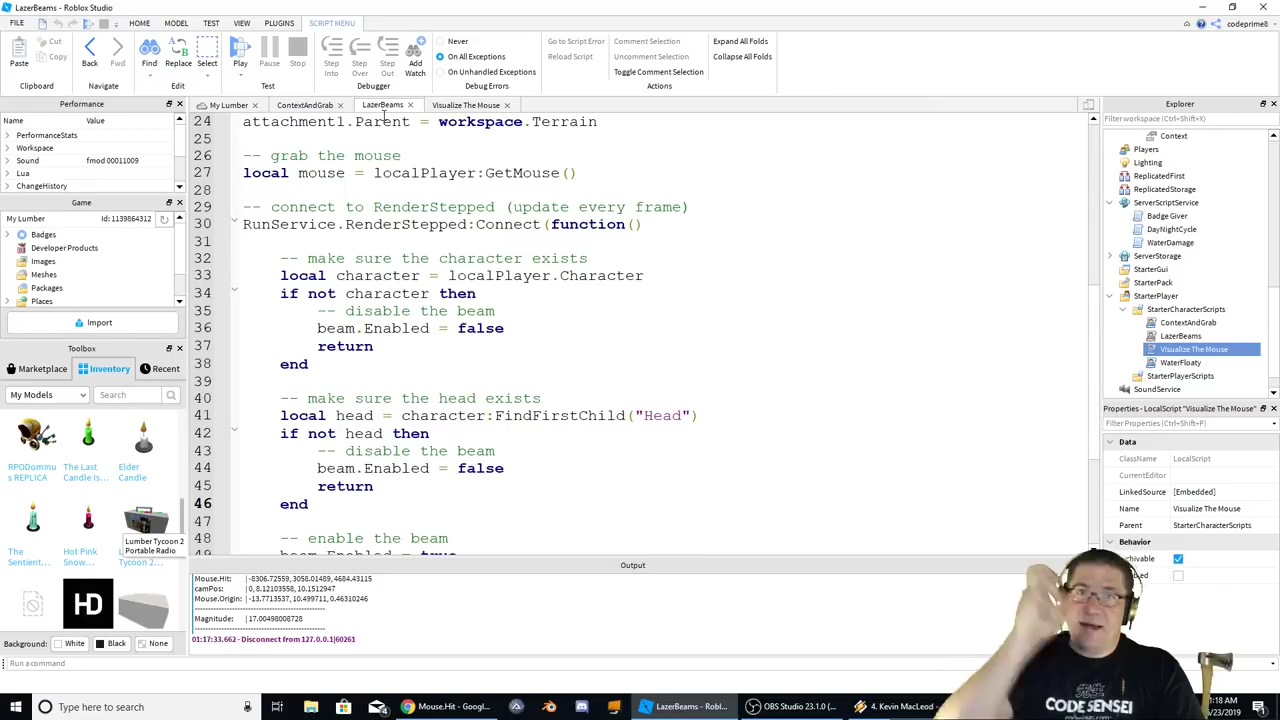 LazerBeams - Roblox Studio
FILE HOME MODEL TEST VIEW PLUGINS SCRIPT MENU codeprime8
Paste Cut Copy Back Fwd Find Replace Select Play Pause Stop Step Into Step Over Step Out Add Watch
Never
On All Exceptions
On Unhandled Exceptions
Go to Script Error Comment Selection Expand All Folds
Reload Script Uncomment Selection Collapse All Folds
Toggle Comment Selection
Clipboard Navigate Edit Test Debugger Debug Errors Actions
Performance
Name Value
PerformanceStats
Workspace
Sound fmod 00011009
Lua
ChangeHistory
Game
My Lumber Id: 1139864312
Badges
Developer Products
Images
Meshes
Packages
Places
Import
Toolbox
Marketplace Inventory Recent
My Models Search
RPODominus REPLICA
The Last Candle Is...
Elder Candle
The Sentient...
Hot Pink Snow...
Lumber Tycoon 2 Portable Radio
HD
Background: White Black None
Run a command
My Lumber ContextAndGrab LazerBeams Visualize The Mouse
24 attachment1.Parent = workspace.Terrain
25
26 -- grab the mouse
27 local mouse = localPlayer:GetMouse()
28
29 -- connect to RenderStepped (update every frame)
30 RunService.RenderStepped:Connect(function()
31
32 -- make sure the character exists
33 local character = localPlayer.Character
34 if not character then
35 -- disable the beam
36 beam.Enabled = false
37 return
38 end
39
40 -- make sure the head exists
41 local head = character:FindFirstChild("Head")
42 if not head then
43 -- disable the beam
44 beam.Enabled = false
45 return
46 end
47
48 -- enable the beam
49 beam.Enabled = true
Output
Mouse.Hit: | -8306.72559, 3058.01489, 4684.43115
camPos: | 0, 8.12103558, 10.1512947
Mouse.Origin: | -13.7713537, 10.499711, 0.46310246
Magnitude: | 17.00498008728
01:17:33.662 - Disconnect from 127.0.0.1|60261
Explorer
Filter workspace (Ctrl+Shift+X)
Context
Players
Lighting
ReplicatedFirst
ReplicatedStorage
ServerScriptService
Badge Giver
DayNightCycle
WaterDamage
ServerStorage
StarterGui
StarterPack
StarterPlayer
StarterCharacterScripts
ContextAndGrab
LazerBeams
Visualize The Mouse
WaterFloaty
StarterPlayerScripts
SoundService
Properties - LocalScript "Visualize The Mouse"
Filter Properties (Ctrl+Shift+P)
Data
ClassName LocalScript
CurrentEditor
LinkedSource [Embedded]
Name Visualize The Mouse
Parent StarterCharacterScripts
Behavior
CODE SENSEI
Type here to search
Mouse.Hit - Googl...
LazerBeams - Robl...
OBS Studio 23.1.0 (...
4. Kevin MacLeod -...